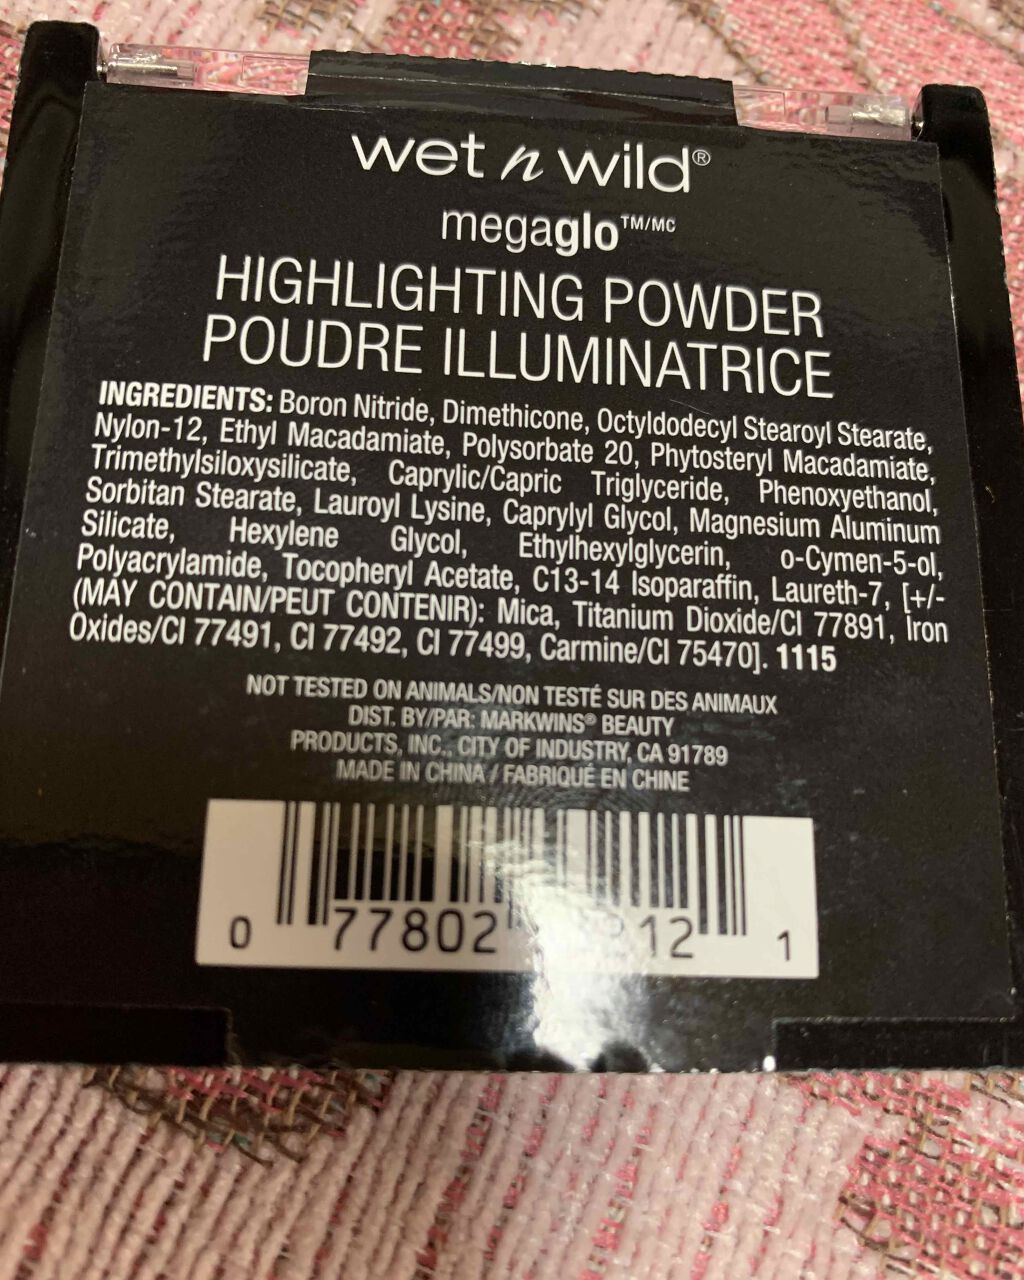 wet n wild®
megaglo™/MC
HIGHLIGHTING POWDER
POUDRE ILLUMINATRICE
INGREDIENTS: Boron Nitride, Dimethicone, Octyldodecyl Stearoyl Stearate,
Nylon-12, Ethyl Macadamiate, Polysorbate 20, Phytosteryl Macadamiate,
Trimethylsiloxysilicate, Caprylic/Capric Triglyceride, Phenoxyethanol,
Sorbitan Stearate, Lauroyl Lysine, Caprylyl Glycol, Magnesium Aluminum
Silicate, Hexylene Glycol, Ethylhexylglycerin, o-Cymen-5-ol,
Polyacrylamide, Tocopheryl Acetate, C13-14 Isoparaffin, Laureth-7, [+/-
(MAY CONTAIN/PEUT CONTENIR): Mica, Titanium Dioxide/CI 77891, Iron
Oxides/CI 77491, CI 77492, CI 77499, Carmine/CI 75470]. 1115
NOT TESTED ON ANIMALS/NON TESTÉ SUR DES ANIMAUX
DIST. BY/PAR: MARKWINS® BEAUTY
PRODUCTS, INC., CITY OF INDUSTRY, CA 91789
MADE IN CHINA / FABRIQUÉ EN CHINE
0 77802 1